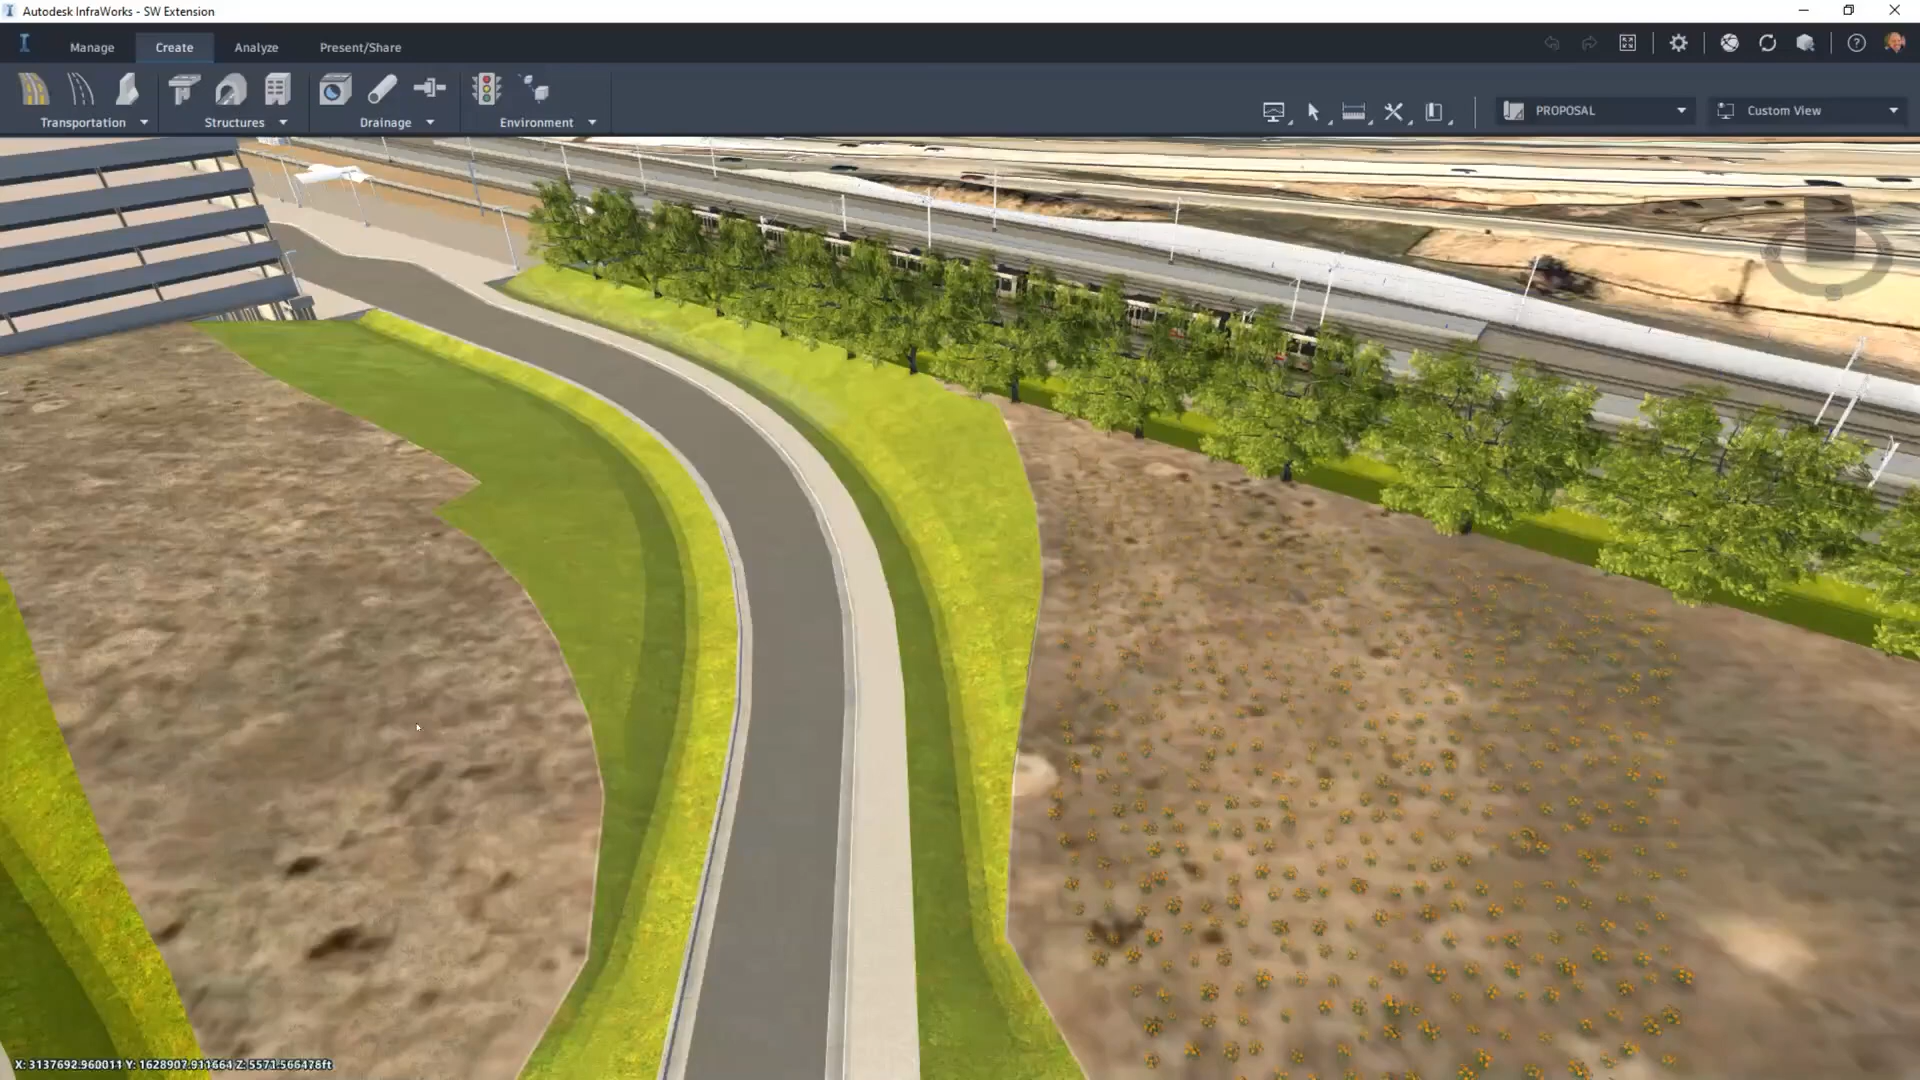 Autodesk InfraWorks - SW Extension
Manage
Create
Analyze
Present/Share
Transportation
Structures
Drainage
Environment
PROPOSAL
Custom View
X: 3137692.960011 Y: 1628907.911664 Z: 5571.566478ft